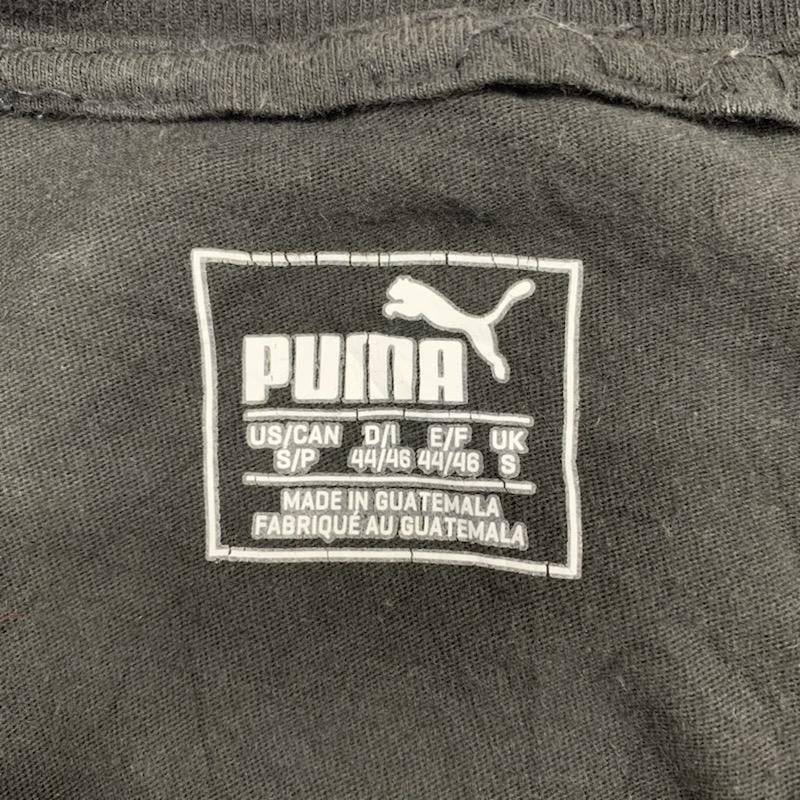 PUMA
US/CAN D/I E/F UK
S/P 44/46 44/46 S
MADE IN GUATEMALA
FABRIQUÉ AU GUATEMALA